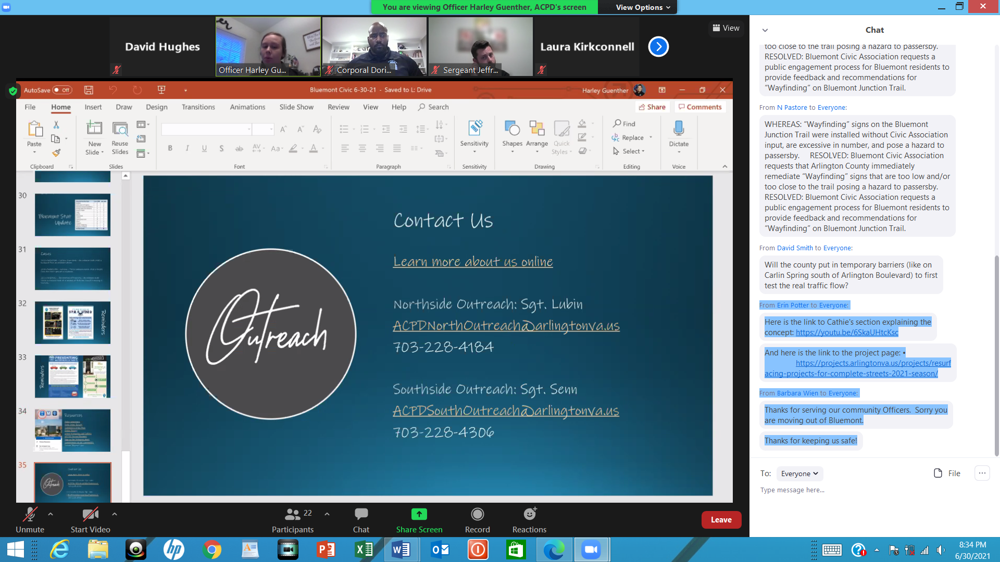 You are viewing Officer Harley Guenther, ACPD's screen
View Options
David Hughes
Officer Harley Gu...
Corporal Dori...
Sergeant Jeffr...
Laura Kirkconnell
View
AutoSave Off
Bluemont Civic 6-30-21 - Saved to L: Drive
Harley Guenther
File Home Insert Draw Design Transitions Animations Slide Show Review View Help Search
Share Comments
Paste
New Slide
Reuse Slides
B I U S ab AV Aa A
Sensitivity
Shapes Arrange Quick Styles
Find
Replace
Select
Dictate
Clipboard Slides Font Paragraph Sensitivity Drawing Editing Voice
30
Bluemont Stat
Update
31
Cases
32
Reminders
33
PREVENTING
Reminders
34
Resources
35
Outreach
Contact Us
Learn more about us online
Northside Outreach: Sgt. Lubin
ACPDNorthOutreach@arlingtonva.us
703-228-4184
Southside Outreach: Sgt. Senn
ACPDSouthOutreach@arlingtonva.us
703-228-4306
Outreach
Chat
too close to the trail posing a hazard to passersby.
RESOLVED: Bluemont Civic Association requests a
public engagement process for Bluemont residents to
provide feedback and recommendations for
“Wayfinding” on Bluemont Junction Trail.
From N Pastore to Everyone:
WHEREAS: “Wayfinding” signs on the Bluemont
Junction Trail were installed without Civic Association
input, are excessive in number, and pose a hazard to
passersby. RESOLVED: Bluemont Civic Association
requests that Arlington County immediately
remediate “Wayfinding” signs that are too low and/or
too close to the trail posing a hazard to passersby.
RESOLVED: Bluemont Civic Association requests a
public engagement process for Bluemont residents to
provide feedback and recommendations for
“Wayfinding” on Bluemont Junction Trail.
From David Smith to Everyone:
Will the county put in temporary barriers (like on
Carlin Spring south of Arlington Boulevard) to first
test the real traffic flow?
From Erin Potter to Everyone:
Here is the link to Cathie's section explaining the
concept: https://youtu.be/6SkaUHtcKsc
And here is the link to the project page: •
https://projects.arlingtonva.us/projects/resurf
acing-projects-for-complete-streets-2021-season/
From Barbara Wien to Everyone:
Thanks for serving our community Officers. Sorry you
are moving out of Bluemont.
Thanks for keeping us safe!
To: Everyone
File
Type message here...
Unmute
Start Video
Participants 22
Chat
Share Screen
Record
Reactions
Leave
8:34 PM
6/30/2021